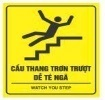 CẦU THANG TRƠN TRƯỢT
DỄ TÉ NGÃ
WATCH YOU STEP